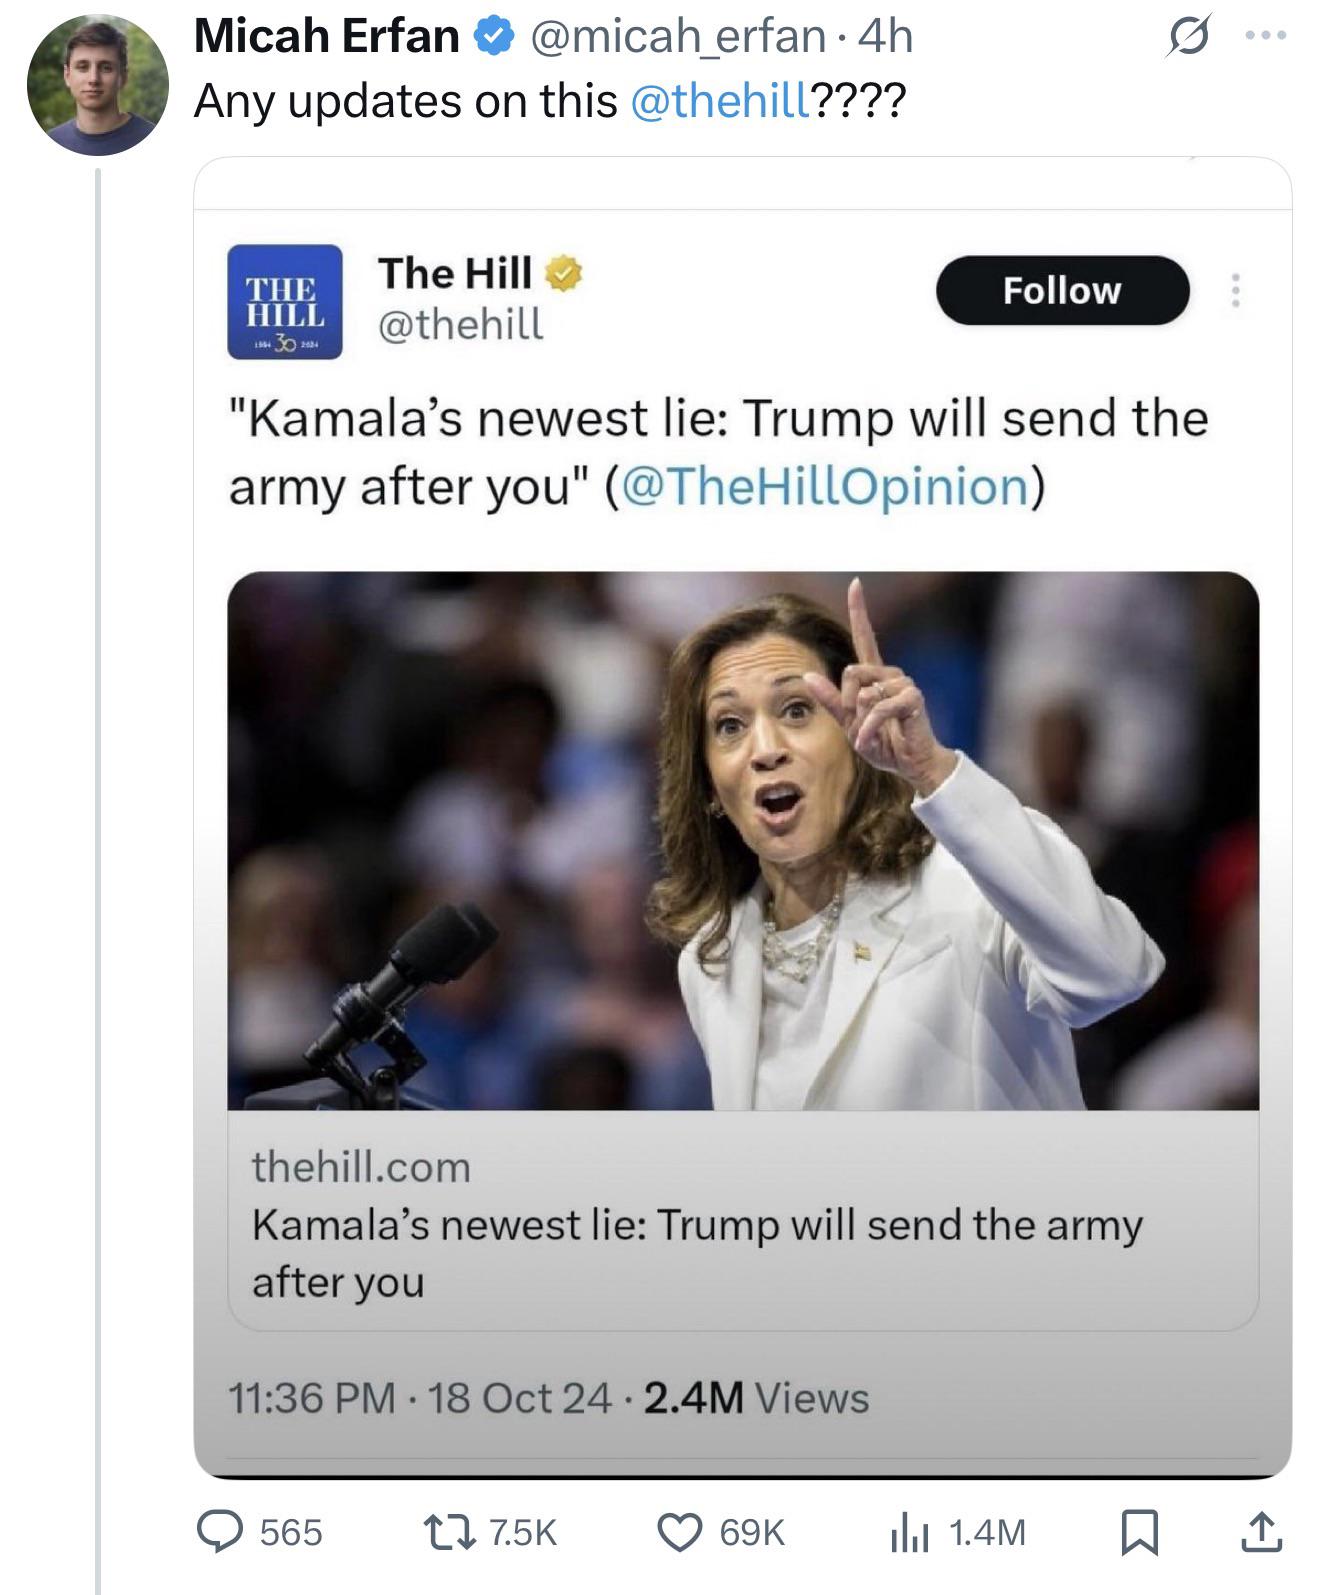 Micah Erfan @micah_erfan · 4h
Any updates on this @thehill????
THE
HILL
1994 30 2024
The Hill
@thehill
Follow
"Kamala’s newest lie: Trump will send the
army after you" (@TheHillOpinion)
thehill.com
Kamala’s newest lie: Trump will send the army
after you
11:36 PM · 18 Oct 24 · 2.4M Views
565 7.5K 69K 1.4M